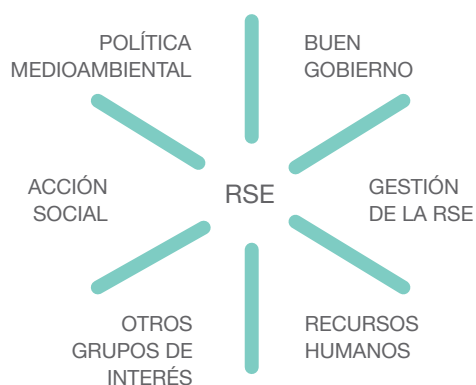 POLÍTICA
MEDIOAMBIENTAL
BUEN
GOBIERNO
ACCIÓN
SOCIAL
RSE
GESTIÓN
DE LA RSE
OTROS
GRUPOS DE
INTERÉS
RECURSOS
HUMANOS